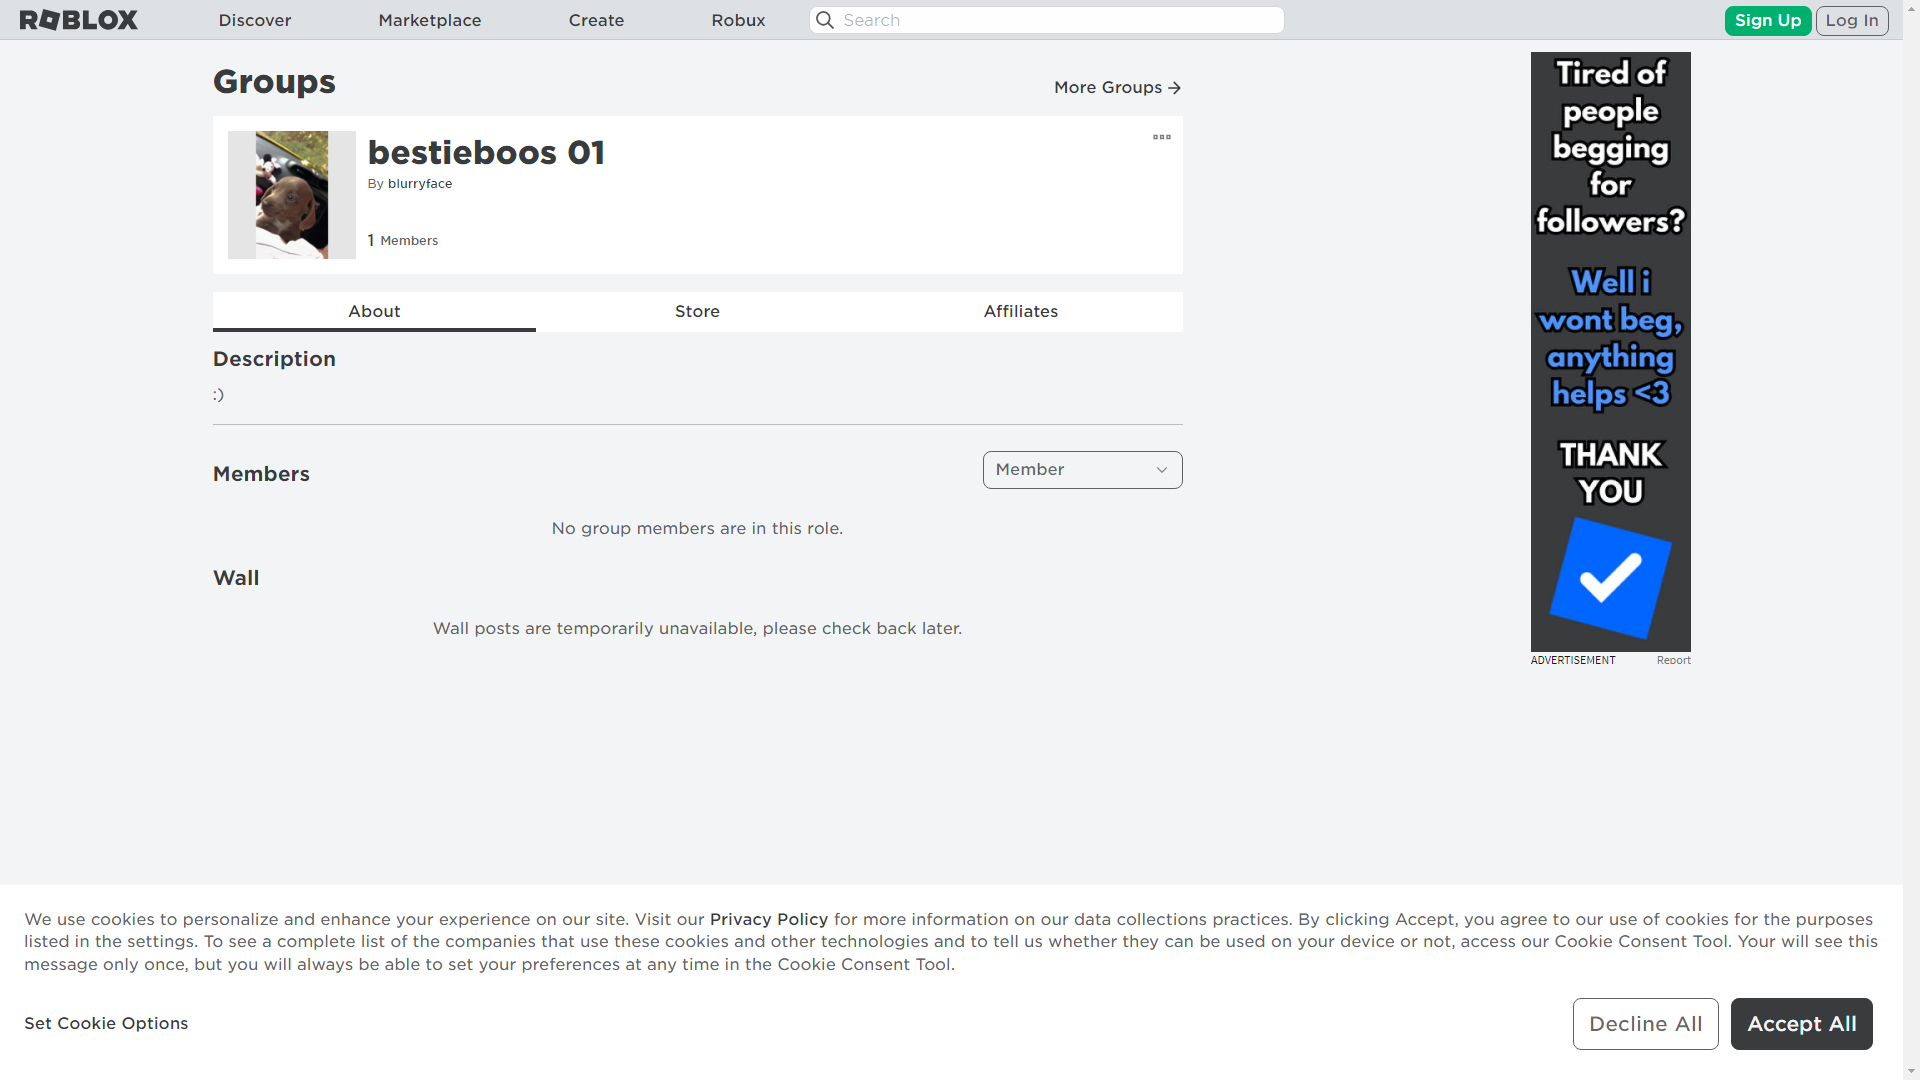 ROBLOX
Discover
Marketplace
Create
Robux
Search
Sign Up
Log In
Groups
More Groups
bestieboos 01
By blurryface
1 Members
About
Store
Affiliates
Description
:)
Members
Member
No group members are in this role.
Wall
Wall posts are temporarily unavailable, please check back later.
Tired of
people
begging
for
followers?
Well i
wont beg,
anything
helps <3
THANK
YOU
ADVERTISEMENT
Report
We use cookies to personalize and enhance your experience on our site. Visit our Privacy Policy for more information on our data collections practices. By clicking Accept, you agree to our use of cookies for the purposes
listed in the settings. To see a complete list of the companies that use these cookies and other technologies and to tell us whether they can be used on your device or not, access our Cookie Consent Tool. Your will see this
message only once, but you will always be able to set your preferences at any time in the Cookie Consent Tool.
Set Cookie Options
Decline All
Accept All